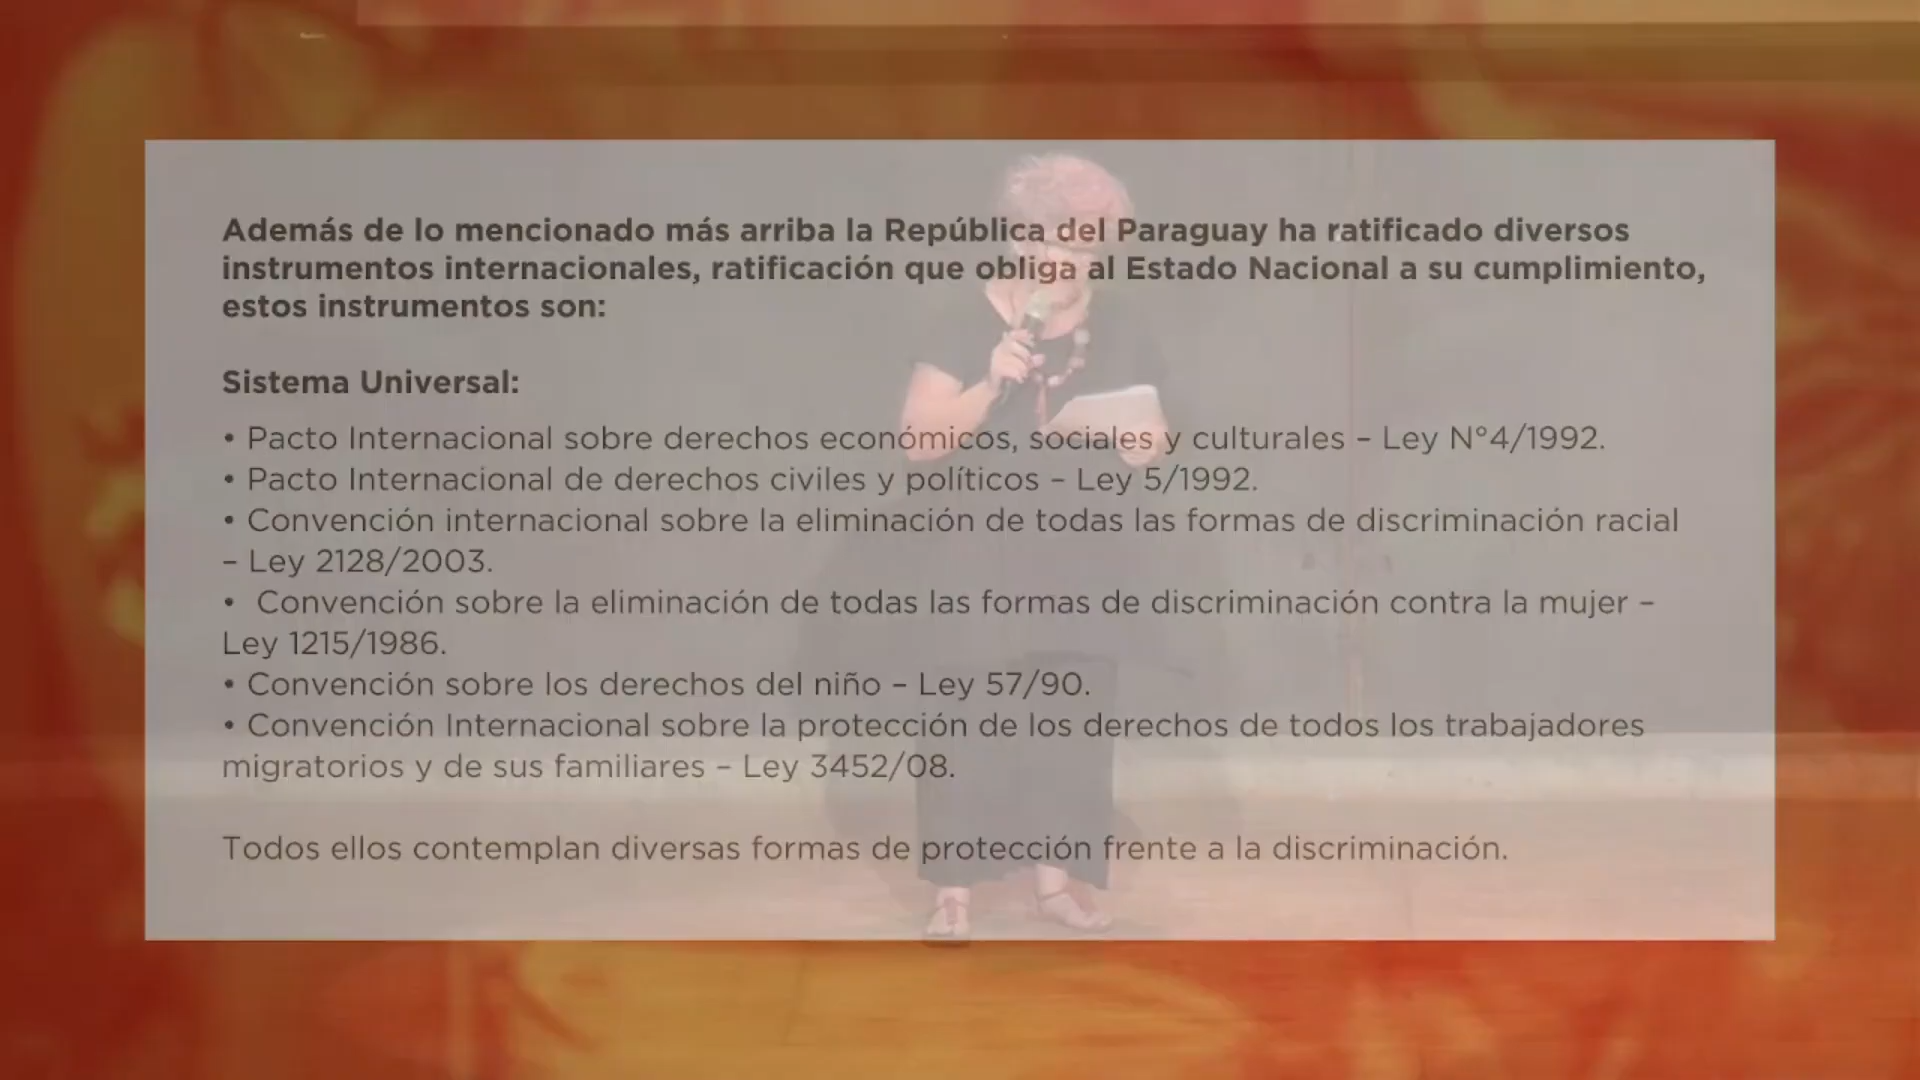 Además de lo mencionado más arriba la República del Paraguay ha ratificado diversos
instrumentos internacionales, ratificación que obliga al Estado Nacional a su cumplimiento,
estos instrumentos son:
Sistema Universal:
• Pacto Internacional sobre derechos económicos, sociales y culturales – Ley N°4/1992.
• Pacto Internacional de derechos civiles y políticos – Ley 5/1992.
• Convención internacional sobre la eliminación de todas las formas de discriminación racial
– Ley 2128/2003.
• Convención sobre la eliminación de todas las formas de discriminación contra la mujer –
Ley 1215/1986.
• Convención sobre los derechos del niño – Ley 57/90.
• Convención Internacional sobre la protección de los derechos de todos los trabajadores
migratorios y de sus familiares – Ley 3452/08.
Todos ellos contemplan diversas formas de protección frente a la discriminación.